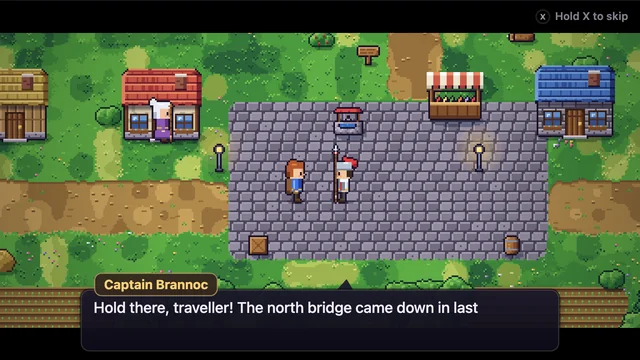 X Hold X to skip
Captain Brannoc
Hold there, traveller! The north bridge came down in last